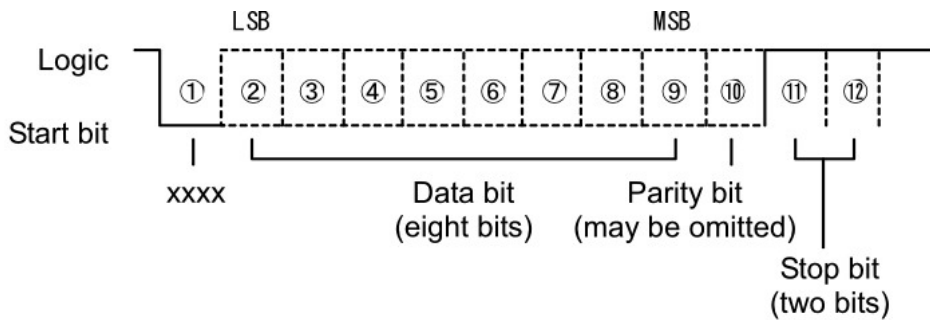 LSB MSB
Logic
① ② ③ ④ ⑤ ⑥ ⑦ ⑧ ⑨ ⑩ ⑪ ⑫
Start bit
xxxx
Data bit
(eight bits)
Parity bit
(may be omitted)
Stop bit
(two bits)